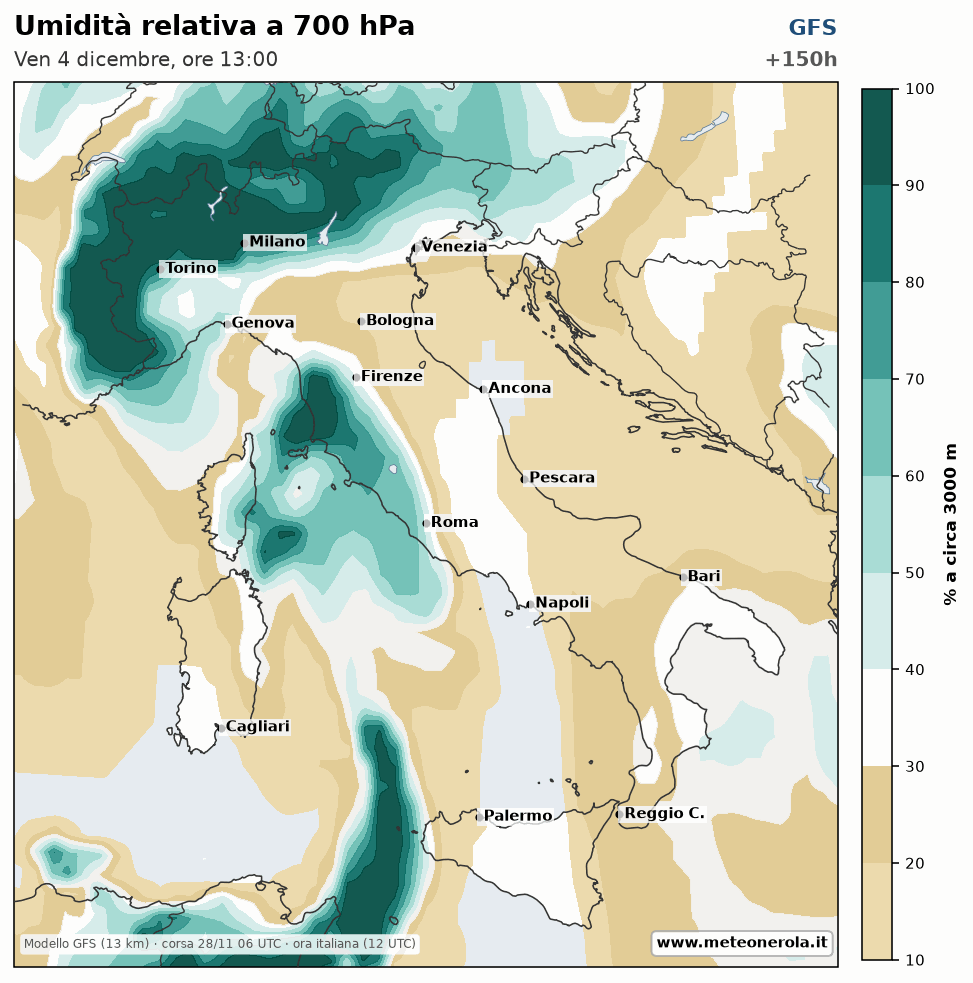 Umidità relativa a 700 hPa
GFS
Ven 4 dicembre, ore 13:00
+150h
Milano
Venezia
Torino
Genova
Bologna
Firenze
Ancona
Pescara
Roma
Bari
Napoli
Cagliari
Palermo
Reggio C.
100
90
80
70
60
50
40
30
20
10
% a circa 3000 m
Modello GFS (13 km) · corsa 28/11 06 UTC · ora italiana (12 UTC)
www.meteonerola.it